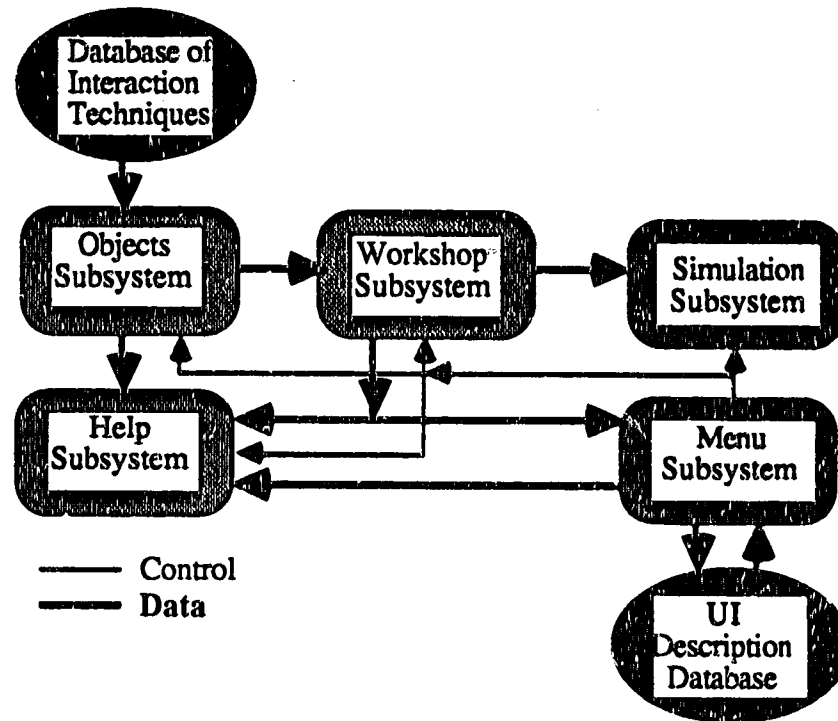 Database of
Interaction
Techniques
Objects
Subsystem
Workshop
Subsystem
Simulation
Subsystem
Help
Subsystem
Menu
Subsystem
Control
Data
UI
Description
Database